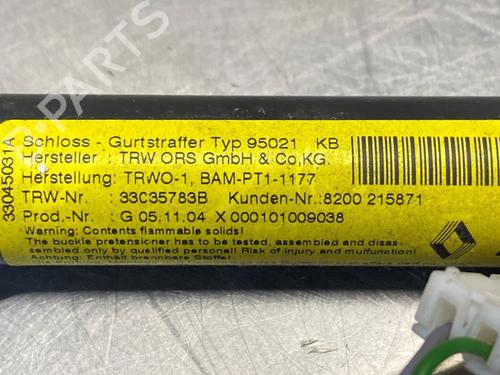 33045031A
Schloss - Gurtstraffer Typ 95021 KB
Hersteller : TRW ORS GmbH & Co,KG.
Herstellung: TRWO-1, BAM-PT1-1177
TRW-Nr. : 33C35783B Kunden-Nr.:8200 215871
Prod.-Nr. : G 05.11.04 X 000101009038
Warning: Contents flammable solids!
The buckle pretensioner has to be tested, assembled and disas-
sembled only by qualified personal! Risk of injury and mulfunction!
Achtung: Enthält brennbare Stoffe!
PARTS